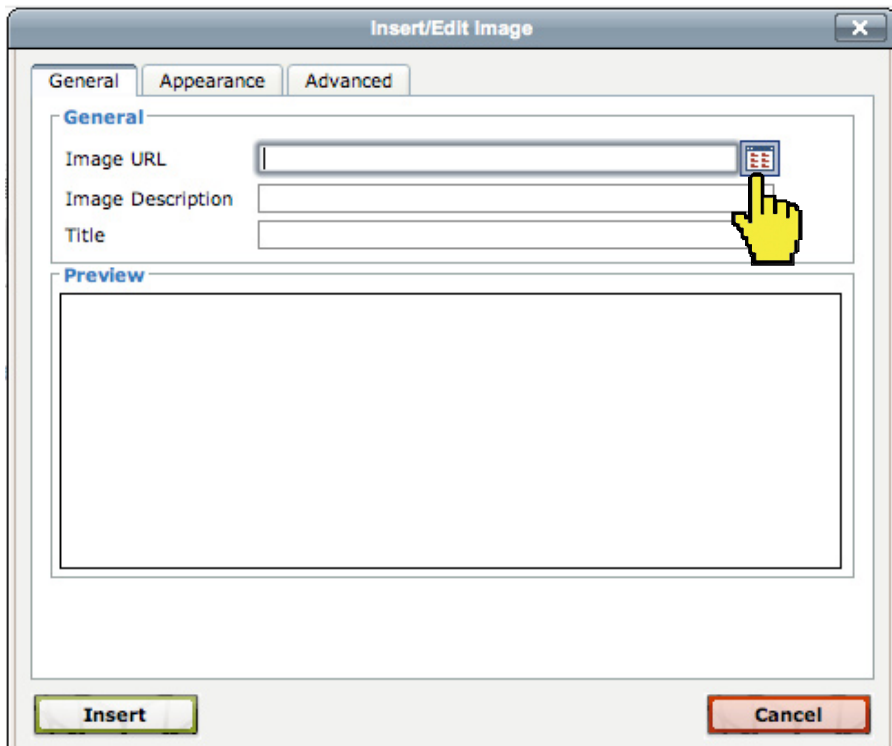 Insert/Edit Image
General Appearance Advanced
General
Image URL
Image Description
Title
Preview
Insert Cancel